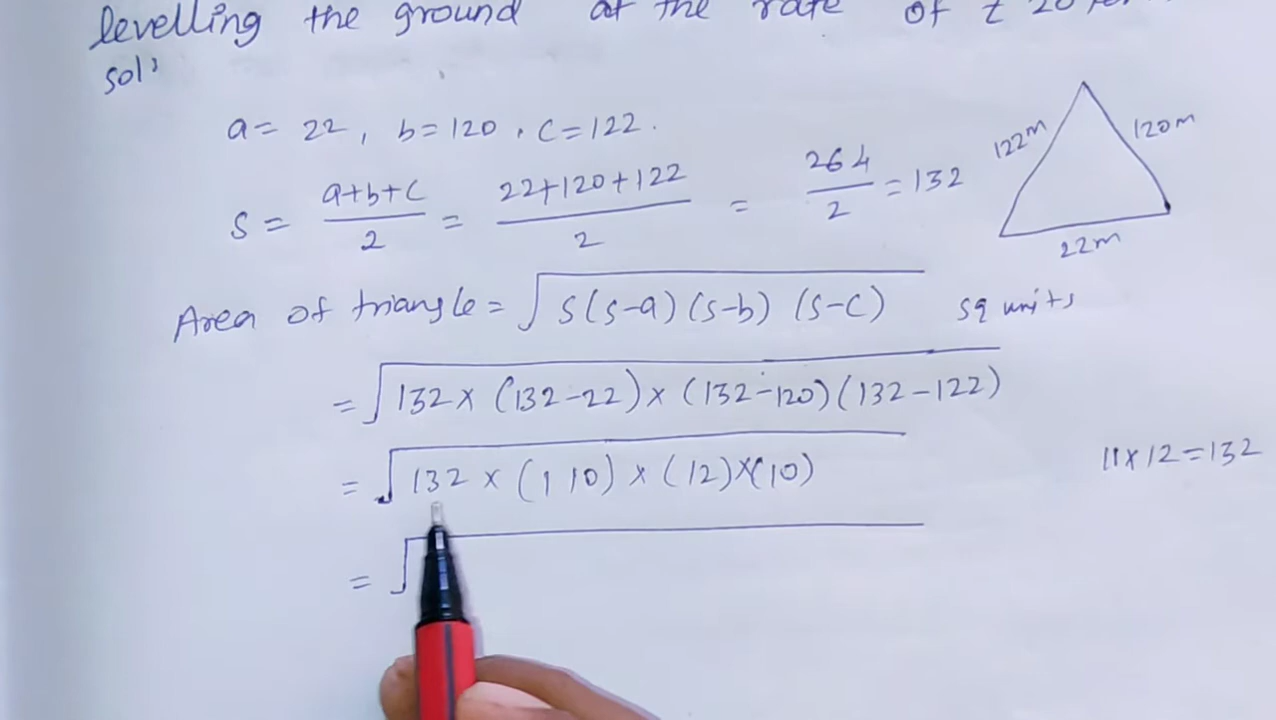 levelling the ground at the rate of ₹ 20 per
sol:
a = 22, b = 120, c = 122.
S = a+b+c/2 = 22+120+122/2 = 264/2 = 132
122m 120m
22m
Area of triangle = √S(S-a)(S-b)(S-c) sq units
= √132 × (132-22) × (132-120)(132-122)
= √132 × (110) × (12) × (10)
11 × 12 = 132
= √